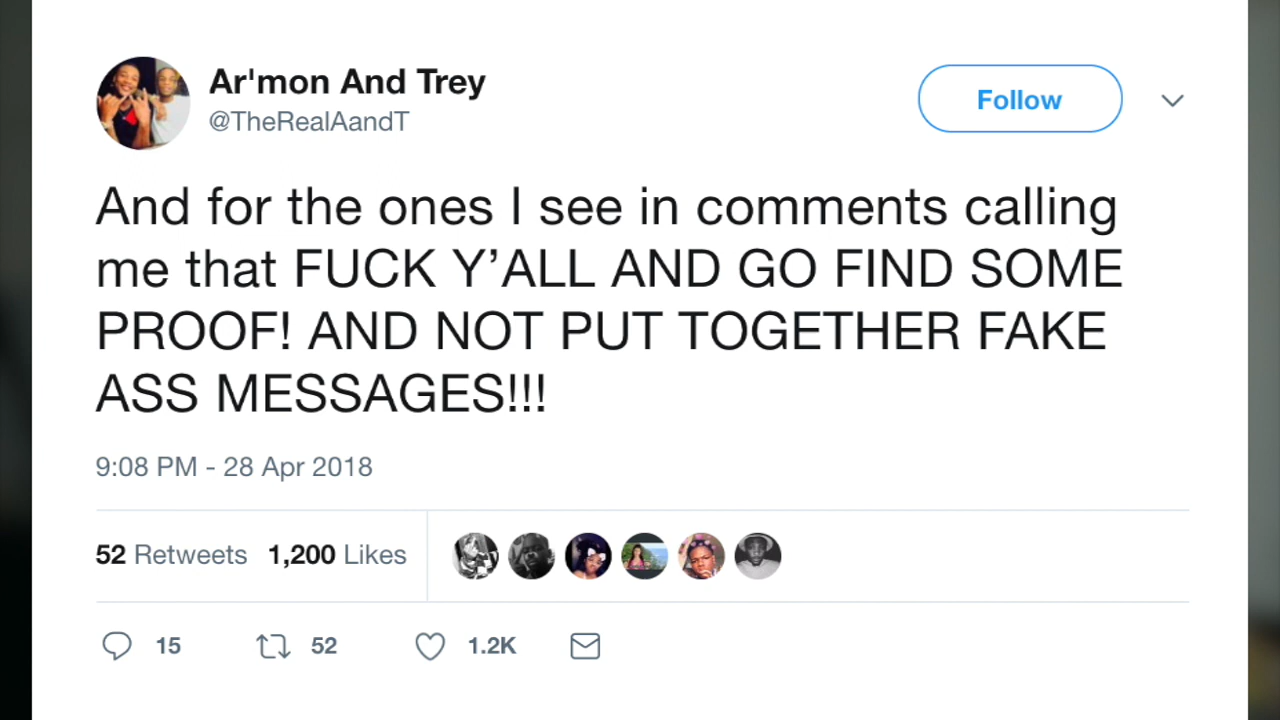 Ar'mon And Trey
@TheRealAandT
Follow
And for the ones I see in comments calling
me that FUCK Y’ALL AND GO FIND SOME
PROOF! AND NOT PUT TOGETHER FAKE
ASS MESSAGES!!!
9:08 PM - 28 Apr 2018
52 Retweets 1,200 Likes
15 52 1.2K